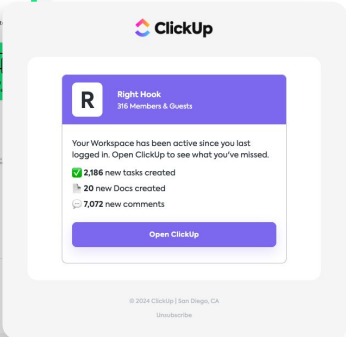 ClickUp
R
Right Hook
316 Members & Guests
Your Workspace has been active since you last
logged in. Open ClickUp to see what you've missed.
2,186 new tasks created
20 new Docs created
7,072 new comments
Open ClickUp
© 2024 ClickUp | San Diego, CA
Unsubscribe